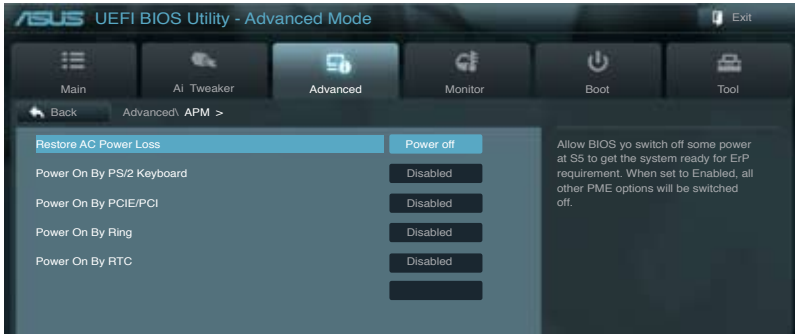 ASUS UEFI BIOS Utility - Advanced Mode
Exit
Main
Ai Tweaker
Advanced
Monitor
Boot
Tool
Back
Advanced\ APM >
Restore AC Power Loss
Power off
Power On By PS/2 Keyboard
Disabled
Power On By PCIE/PCI
Disabled
Power On By Ring
Disabled
Power On By RTC
Disabled
Allow BIOS yo switch off some power
at S5 to get the system ready for ErP
requirement. When set to Enabled, all
other PME options will be switched
off.